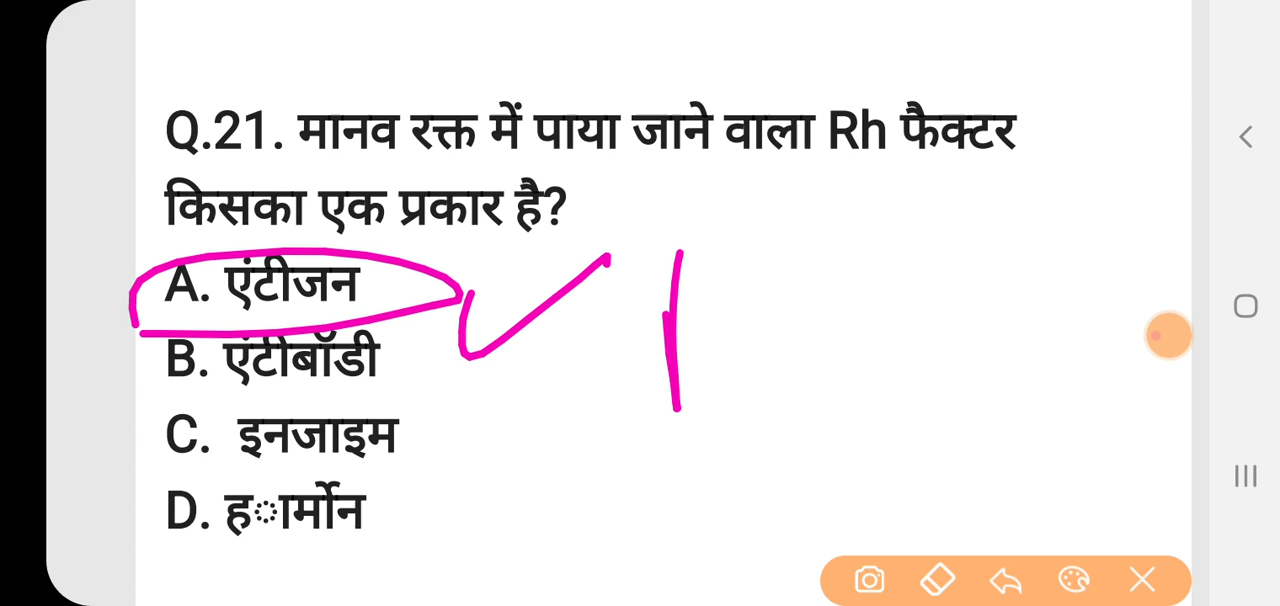 Q.21. मानव रक्त में पाया जाने वाला Rh फैक्टर
किसका एक प्रकार है?
A. एंटीजन
B. एंटीबॉडी
C. इनजाइम
D. ह ार्मोन